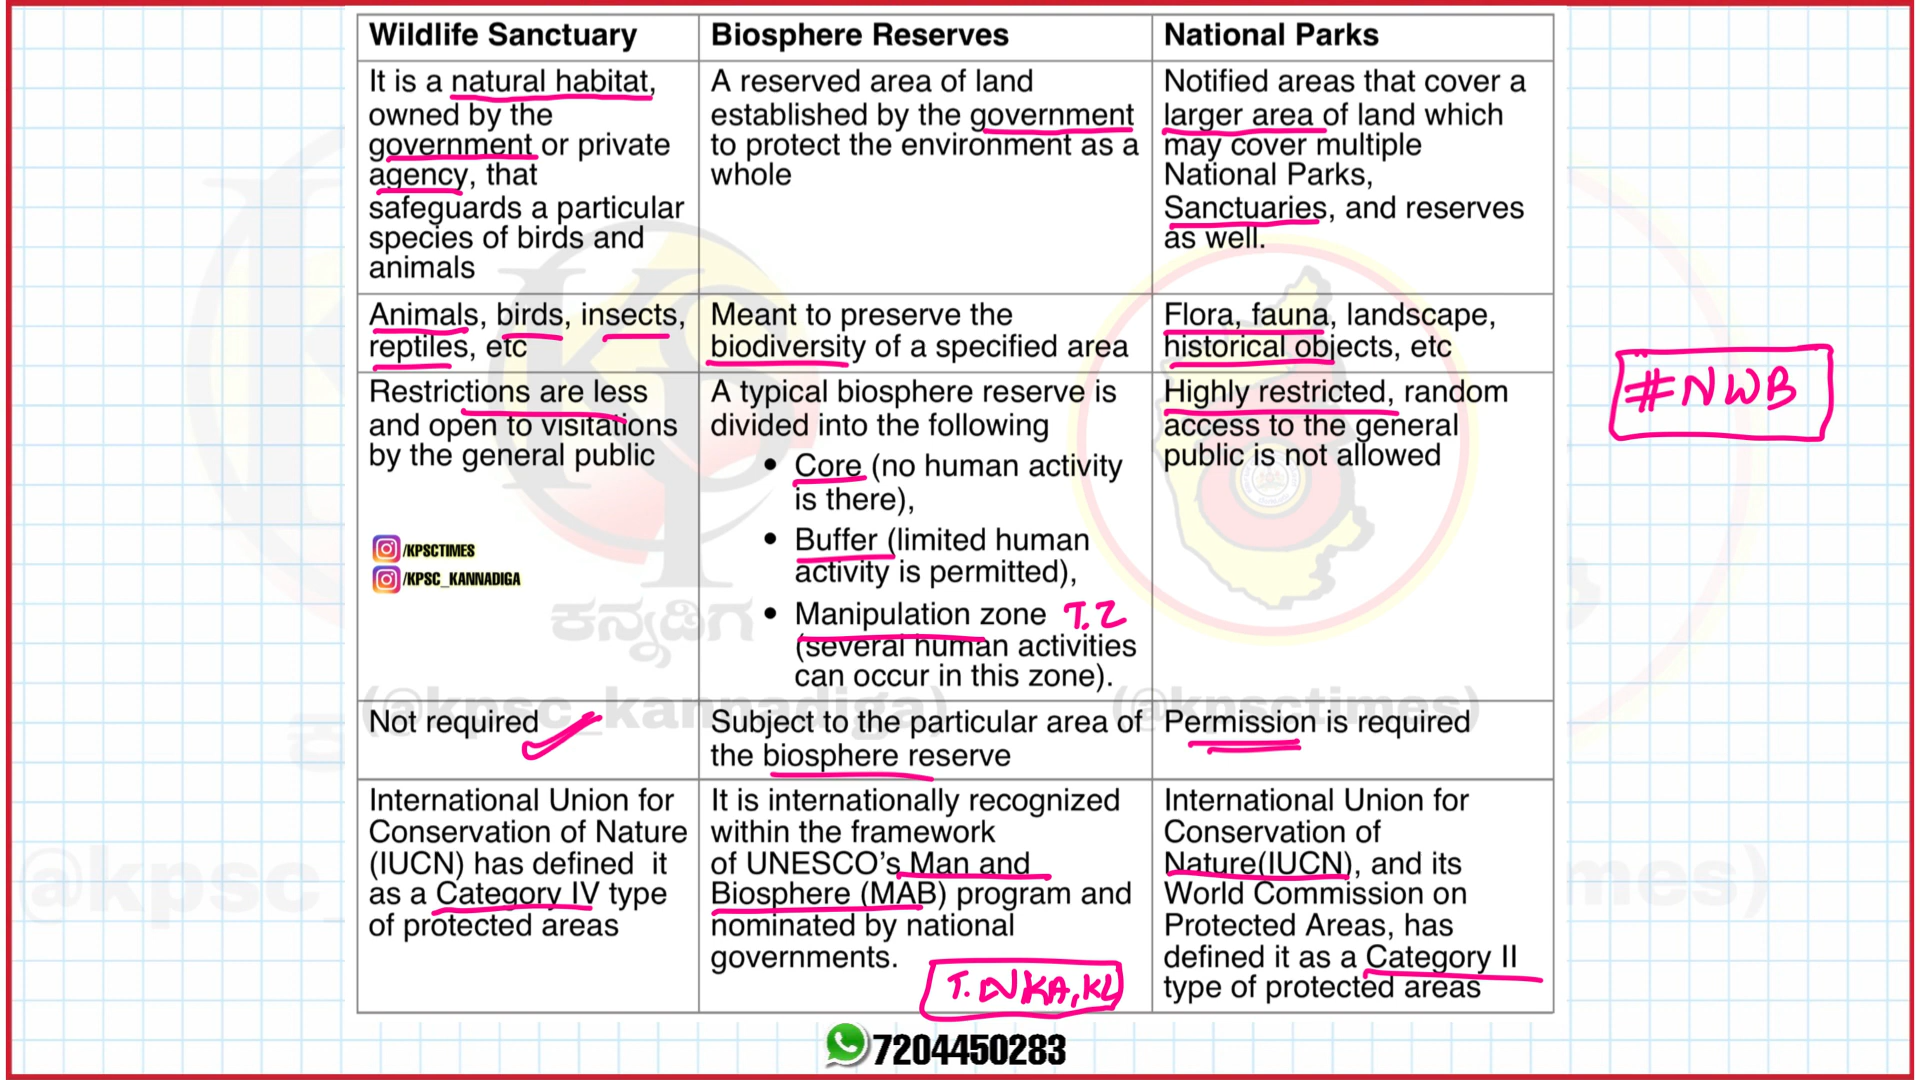 Wildlife Sanctuary
Biosphere Reserves
National Parks
It is a natural habitat,
owned by the
government or private
agency, that
safeguards a particular
species of birds and
animals
A reserved area of land
established by the government
to protect the environment as a
whole
Notified areas that cover a
larger area of land which
may cover multiple
National Parks,
Sanctuaries, and reserves
as well.
Animals, birds, insects,
reptiles, etc
Meant to preserve the
biodiversity of a specified area
Flora, fauna, landscape,
historical objects, etc
#NWB
Restrictions are less
and open to visitations
by the general public
/KPSCTIMES
/KPSC_KANNADIGA
A typical biosphere reserve is
divided into the following
• Core (no human activity
is there),
• Buffer (limited human
activity is permitted),
• Manipulation zone T.Z
(several human activities
can occur in this zone).
Highly restricted, random
access to the general
public is not allowed
ಕನ್ನಡಿಗ
(@kpsc_kannadiga)
(@kpsctimes)
Not required
Subject to the particular area of
the biosphere reserve
Permission is required
International Union for
Conservation of Nature
(IUCN) has defined it
as a Category IV type
of protected areas
It is internationally recognized
within the framework
of UNESCO's Man and
Biosphere (MAB) program and
nominated by national
governments.
T.N KA, KL
International Union for
Conservation of
Nature(IUCN), and its
World Commission on
Protected Areas, has
defined it as a Category II
type of protected areas
@kpsc_
mes)
7204450283